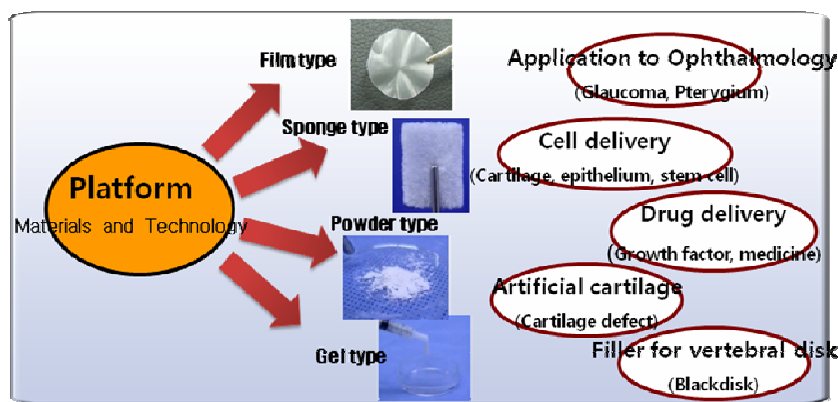 Film type
Application to Ophthalmology
(Glaucoma, Pterygium)
Sponge type
Cell delivery
(Cartilage, epithelium, stem cell)
Platform
Materials and Technology
Powder type
Drug delivery
(Growth factor, medicine)
Artificial cartilage
(Cartilage defect)
Gel type
Filler for vertebral disk
(Blackdisk)